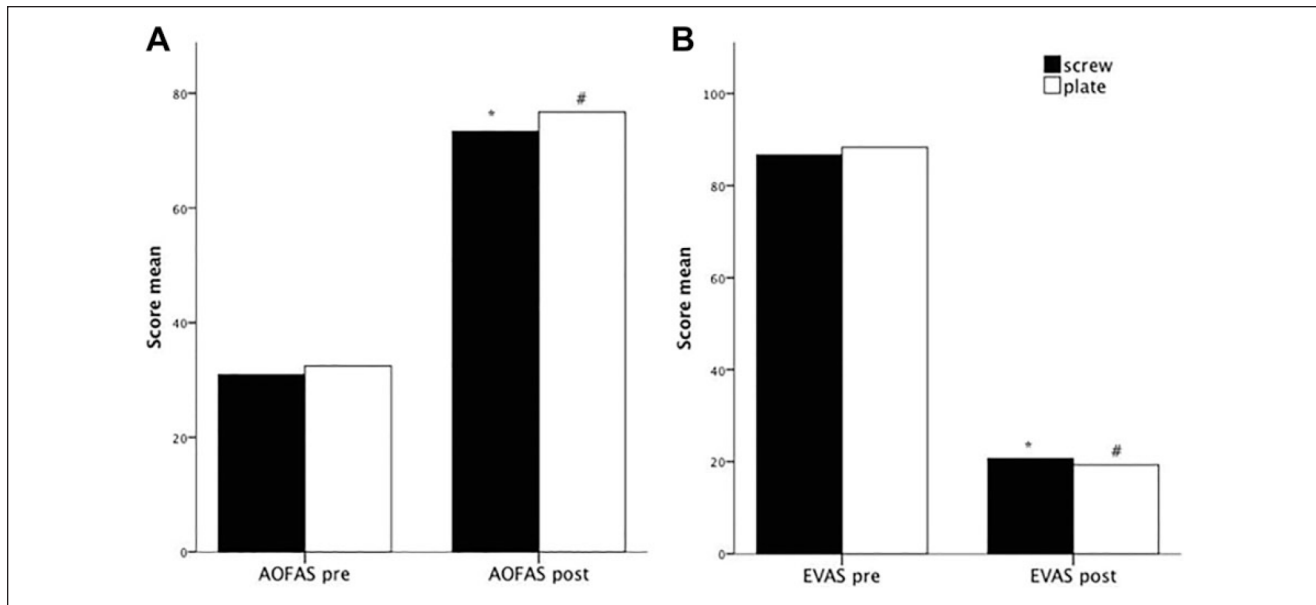 A
B
screw
plate
Score mean
80
60
40
20
0
*
#
AOFAS pre
AOFAS post
Score mean
100
80
60
40
20
0
*
#
EVAS pre
EVAS post